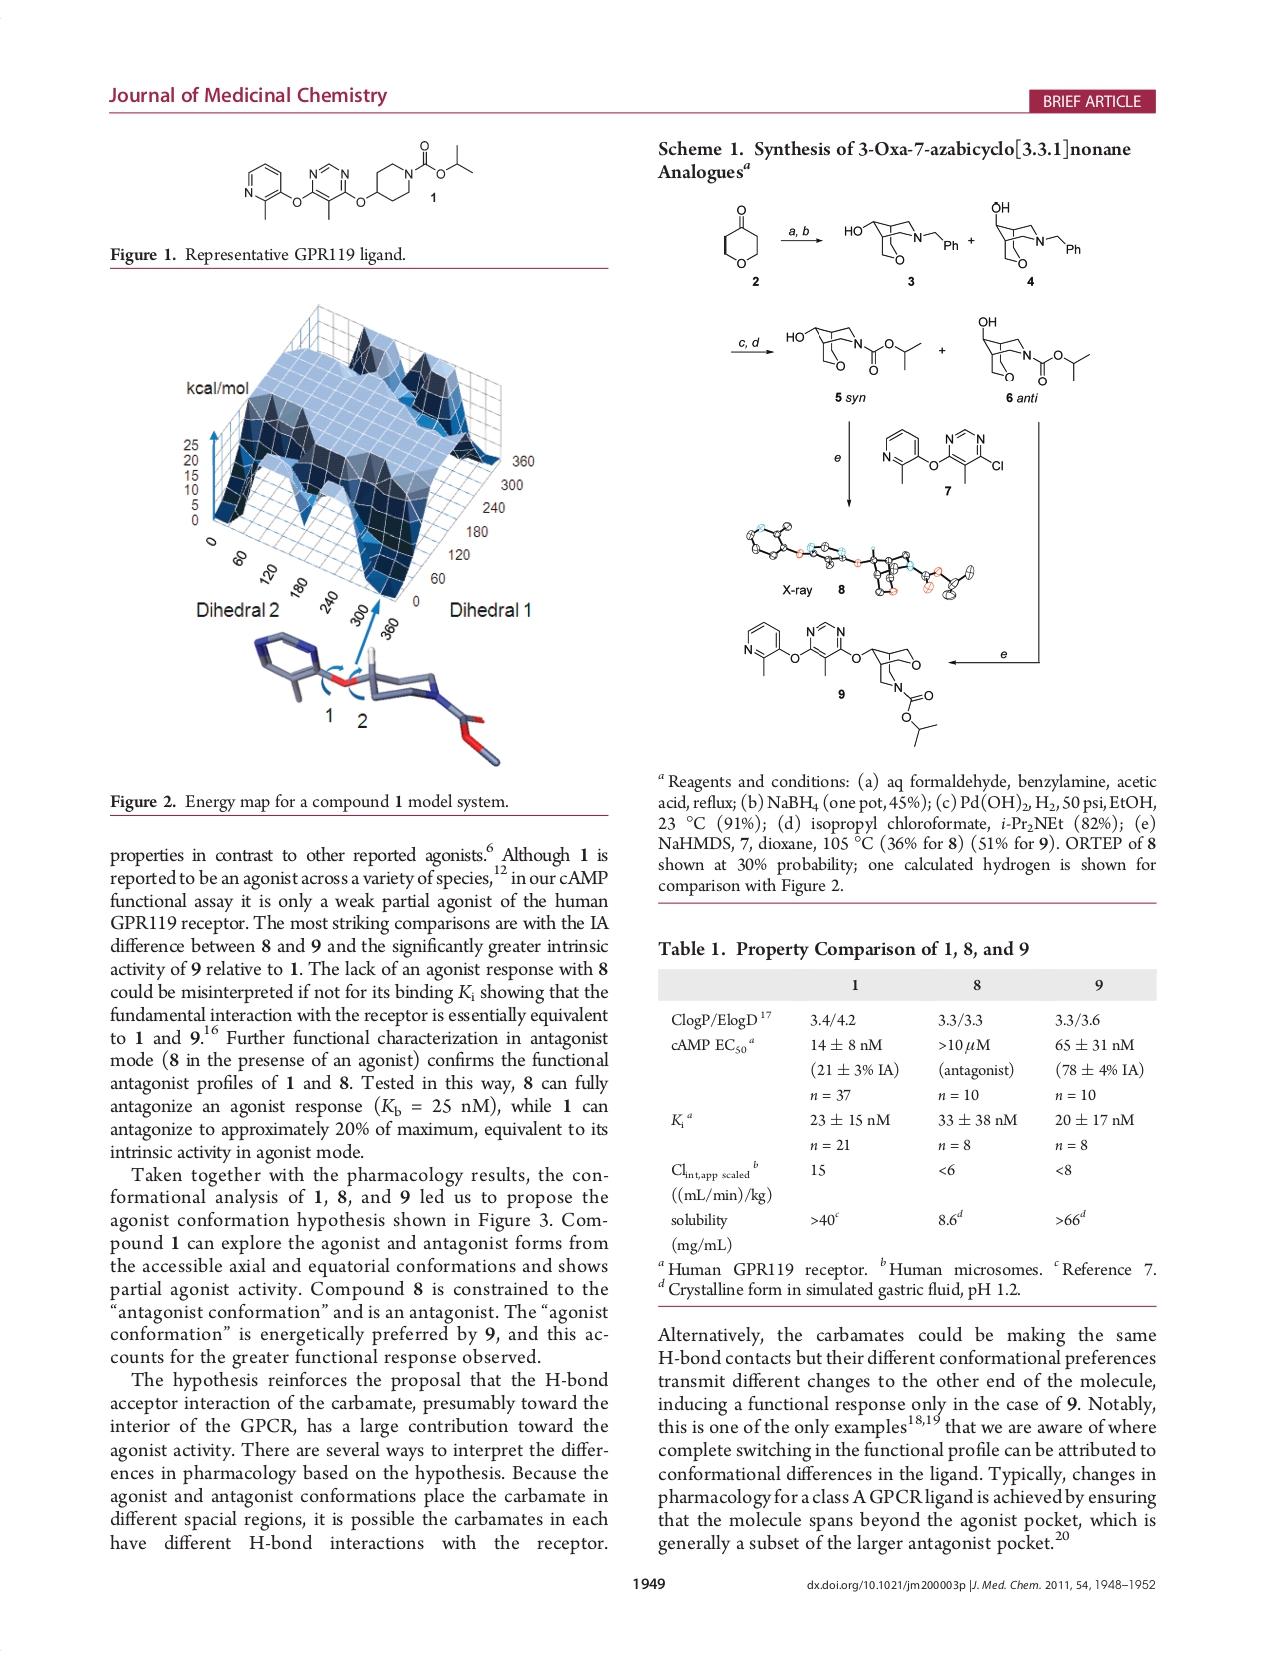 Journal of Medicinal Chemistry
BRIEF ARTICLE
N
O
N
N
O
N
O
O
1
Figure 1. Representative GPR119 ligand.
kcal/mol
25
20
15
10
5
0
0
60
120
180
240
300
360
Dihedral 2
360
300
240
180
120
60
0
Dihedral 1
1
2
Figure 2. Energy map for a compound 1 model system.
properties in contrast to other reported agonists.6 Although 1 is
reported to be an agonist across a variety of species,12 in our cAMP
functional assay it is only a weak partial agonist of the human
GPR119 receptor. The most striking comparisons are with the IA
difference between 8 and 9 and the significantly greater intrinsic
activity of 9 relative to 1. The lack of an agonist response with 8
could be misinterpreted if not for its binding Ki showing that the
fundamental interaction with the receptor is essentially equivalent
to 1 and 9.16 Further functional characterization in antagonist
mode (8 in the presense of an agonist) confirms the functional
antagonist profiles of 1 and 8. Tested in this way, 8 can fully
antagonize an agonist response (Kb = 25 nM), while 1 can
antagonize to approximately 20% of maximum, equivalent to its
intrinsic activity in agonist mode.
Taken together with the pharmacology results, the con-
formational analysis of 1, 8, and 9 led us to propose the
agonist conformation hypothesis shown in Figure 3. Com-
pound 1 can explore the agonist and antagonist forms from
the accessible axial and equatorial conformations and shows
partial agonist activity. Compound 8 is constrained to the
“antagonist conformation” and is an antagonist. The “agonist
conformation” is energetically preferred by 9, and this ac-
counts for the greater functional response observed.
The hypothesis reinforces the proposal that the H-bond
acceptor interaction of the carbamate, presumably toward the
interior of the GPCR, has a large contribution toward the
agonist activity. There are several ways to interpret the differ-
ences in pharmacology based on the hypothesis. Because the
agonist and antagonist conformations place the carbamate in
different spacial regions, it is possible the carbamates in each
have different H-bond interactions with the receptor.
Scheme 1. Synthesis of 3-Oxa-7-azabicyclo[3.3.1]nonane
Analoguesa
O
O
2
a, b
HO
N
Ph
O
3
+
OH
N
Ph
O
4
c, d
HO
N
O
O
O
5 syn
+
OH
N
O
O
O
6 anti
e
N
O
N
N
Cl
7
X-ray 8
e
N
O
N
N
O
O
N
O
O
9
a Reagents and conditions: (a) aq formaldehyde, benzylamine, acetic
acid, reflux; (b) NaBH4 (one pot, 45%); (c) Pd(OH)2, H2, 50 psi, EtOH,
23 °C (91%); (d) isopropyl chloroformate, i-Pr2NEt (82%); (e)
NaHMDS, 7, dioxane, 105 °C (36% for 8) (51% for 9). ORTEP of 8
shown at 30% probability; one calculated hydrogen is shown for
comparison with Figure 2.
Table 1. Property Comparison of 1, 8, and 9
1 8 9
ClogP/ElogD17 3.4/4.2 3.3/3.3 3.3/3.6
cAMP EC50 a 14 ± 8 nM >10 μM 65 ± 31 nM
(21 ± 3% IA) (antagonist) (78 ± 4% IA)
n = 37 n = 10 n = 10
Ki a 23 ± 15 nM 33 ± 38 nM 20 ± 17 nM
n = 21 n = 8 n = 8
Clint,app scaled b 15 <6 <8
((mL/min)/kg)
solubility >40c 8.6d >66d
(mg/mL)
a Human GPR119 receptor. b Human microsomes. c Reference 7.
d Crystalline form in simulated gastric fluid, pH 1.2.
Alternatively, the carbamates could be making the same
H-bond contacts but their different conformational preferences
transmit different changes to the other end of the molecule,
inducing a functional response only in the case of 9. Notably,
this is one of the only examples18,19 that we are aware of where
complete switching in the functional profile can be attributed to
conformational differences in the ligand. Typically, changes in
pharmacology for a class A GPCR ligand is achieved by ensuring
that the molecule spans beyond the agonist pocket, which is
generally a subset of the larger antagonist pocket.20
1949
dx.doi.org/10.1021/jm200003p |J. Med. Chem. 2011, 54, 1948–1952